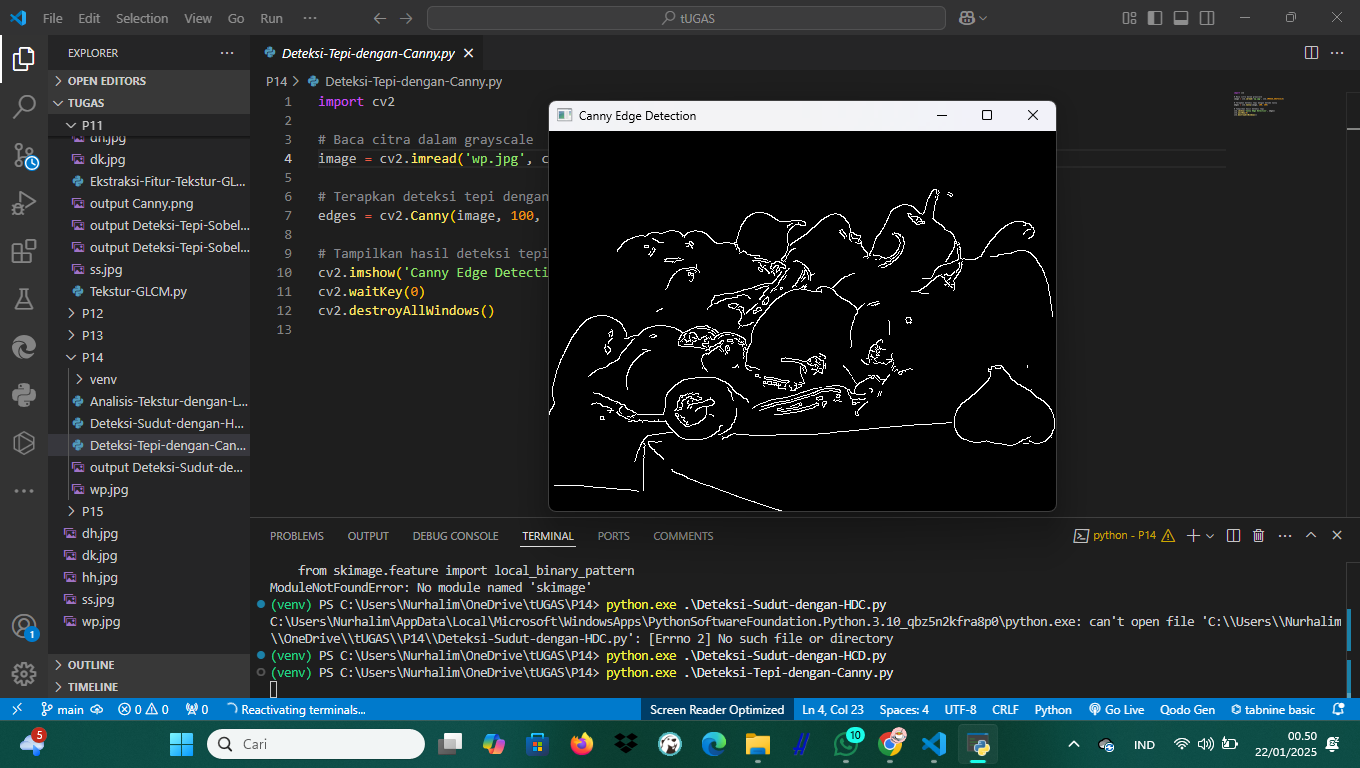 File Edit Selection View Go Run ··· tUGAS
EXPLORER ···
OPEN EDITORS
TUGAS
P11
dh.jpg
dk.jpg
Ekstraksi-Fitur-Tekstur-GL...
output Canny.png
output Deteksi-Tepi-Sobel...
output Deteksi-Tepi-Sobel...
ss.jpg
Tekstur-GLCM.py
P12
P13
P14
venv
Analisis-Tekstur-dengan-L...
Deteksi-Sudut-dengan-H...
Deteksi-Tepi-dengan-Can...
output Deteksi-Sudut-de...
wp.jpg
P15
dh.jpg
dk.jpg
hh.jpg
ss.jpg
wp.jpg
OUTLINE
TIMELINE
Deteksi-Tepi-dengan-Canny.py
P14 > Deteksi-Tepi-dengan-Canny.py
1 import cv2
2
3 # Baca citra dalam grayscale
4 image = cv2.imread('wp.jpg', c
5
6 # Terapkan deteksi tepi dengan
7 edges = cv2.Canny(image, 100,
8
9 # Tampilkan hasil deteksi tepi
10 cv2.imshow('Canny Edge Detecti
11 cv2.waitKey(0)
12 cv2.destroyAllWindows()
13
Canny Edge Detection
PROBLEMS OUTPUT DEBUG CONSOLE TERMINAL PORTS COMMENTS python - P14
from skimage.feature import local_binary_pattern
ModuleNotFoundError: No module named 'skimage'
(venv) PS C:\Users\Nurhalim\OneDrive\tUGAS\P14> python.exe .\Deteksi-Sudut-dengan-HDC.py
C:\Users\Nurhalim\AppData\Local\Microsoft\WindowsApps\PythonSoftwareFoundation.Python.3.10_qbz5n2kfra8p0\python.exe: can't open file 'C:\\Users\\Nurhalim
\\OneDrive\\tUGAS\\P14\\Deteksi-Sudut-dengan-HDC.py': [Errno 2] No such file or directory
(venv) PS C:\Users\Nurhalim\OneDrive\tUGAS\P14> python.exe .\Deteksi-Sudut-dengan-HCD.py
(venv) PS C:\Users\Nurhalim\OneDrive\tUGAS\P14> python.exe .\Deteksi-Tepi-dengan-Canny.py
1
main 0 0 0 Reactivating terminals... Screen Reader Optimized Ln 4, Col 23 Spaces: 4 UTF-8 CRLF Python Go Live Qodo Gen tabnine basic
5 Cari 10 IND 00.50
22/01/2025